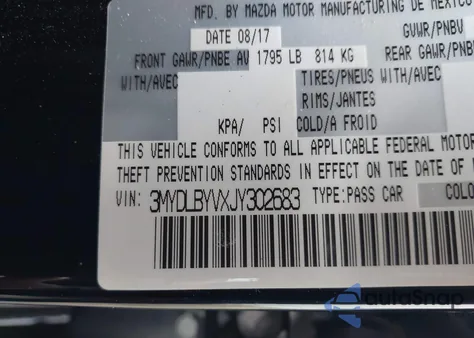 MFD. BY MAZDA MOTOR MANUFACTURING DE MEXICO
DATE 08/17 GVWR/PNBV
FRONT GAWR/PNBE AV 1795 LB 814 KG REAR GAWR/PNBE
WITH/AVEC TIRES/PNEUS WITH/AVEC
RIMS/JANTES
KPA/ PSI COLD/A FROID
THIS VEHICLE CONFORMS TO ALL APPLICABLE FEDERAL MOTOR
THEFT PREVENTION STANDARDS IN EFFECT ON THE DATE OF
VIN: 3MYDLBYVXJY302683 TYPE:PASS CAR COLO
autoSnap